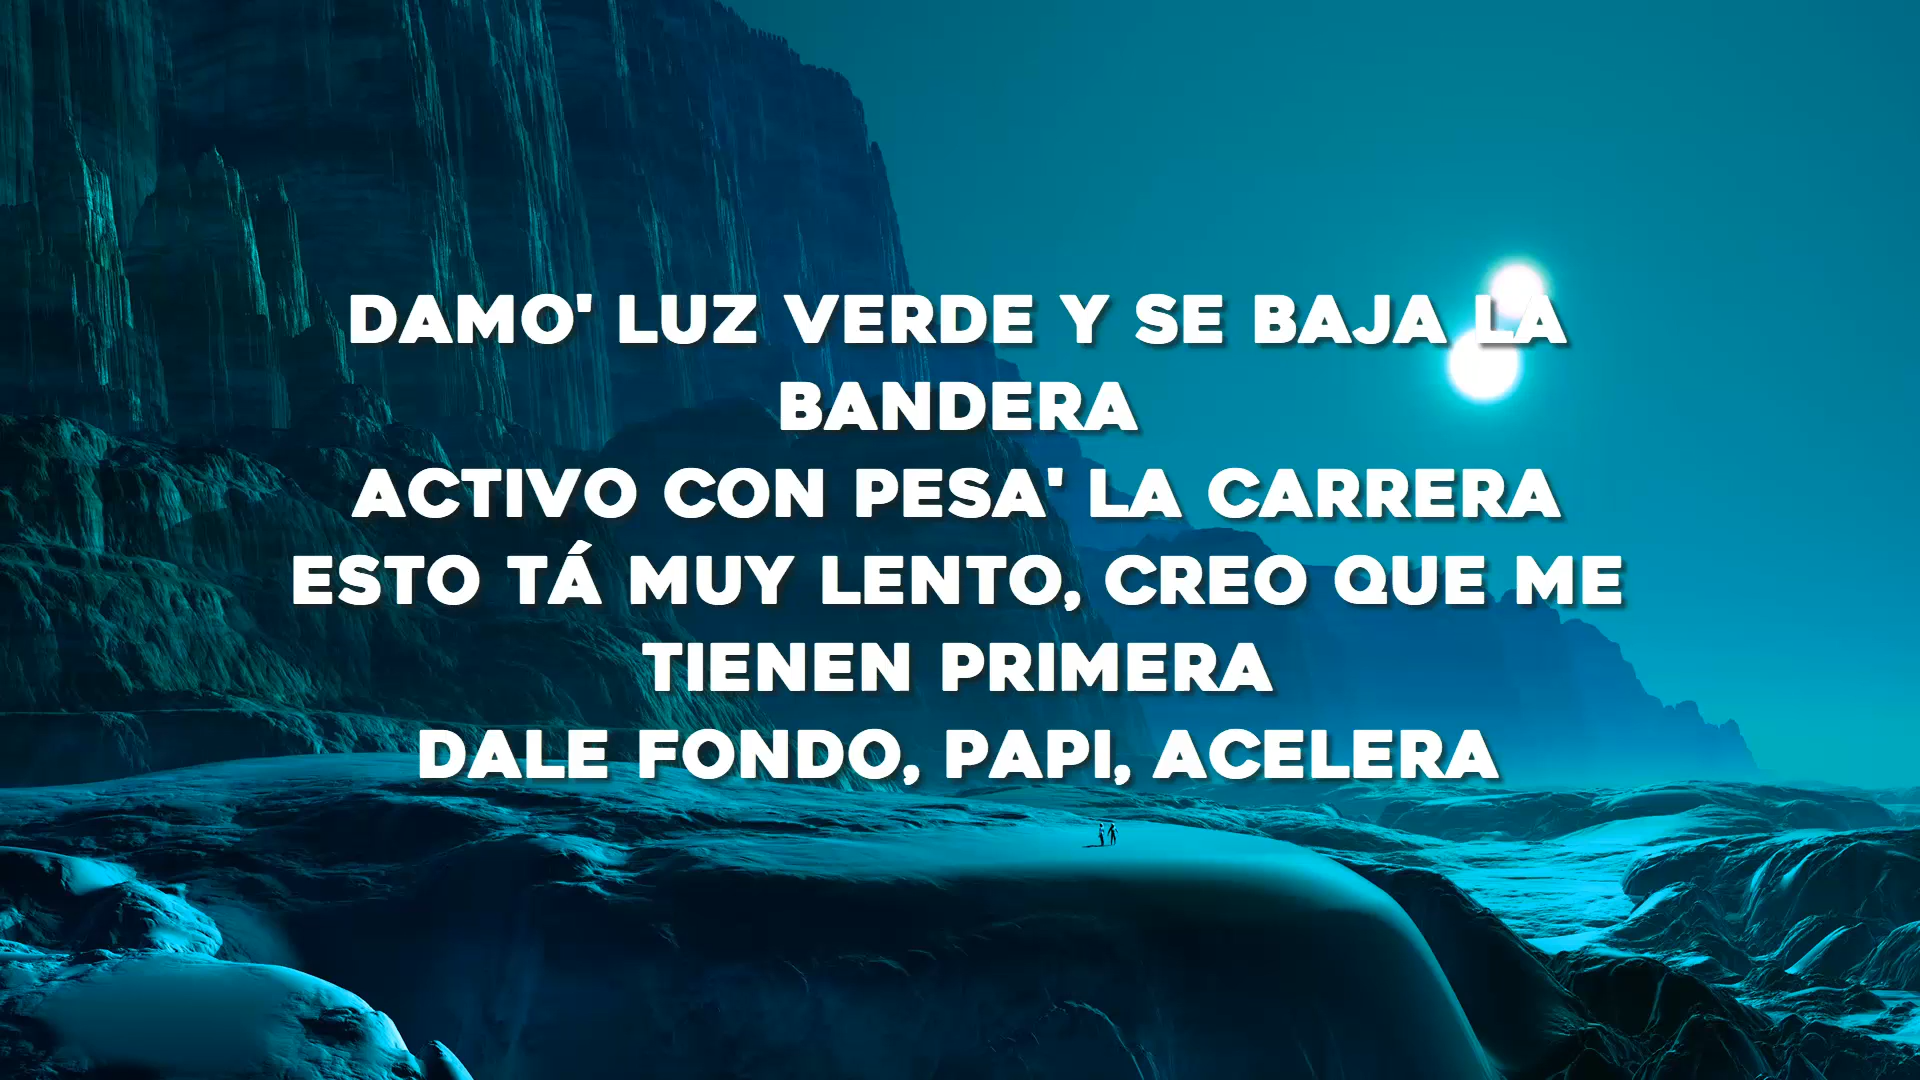 DAMO' LUZ VERDE Y SE BAJA LA
BANDERA
ACTIVO CON PESA' LA CARRERA
ESTO TÁ MUY LENTO, CREO QUE ME
TIENEN PRIMERA
DALE FONDO, PAPI, ACELERA